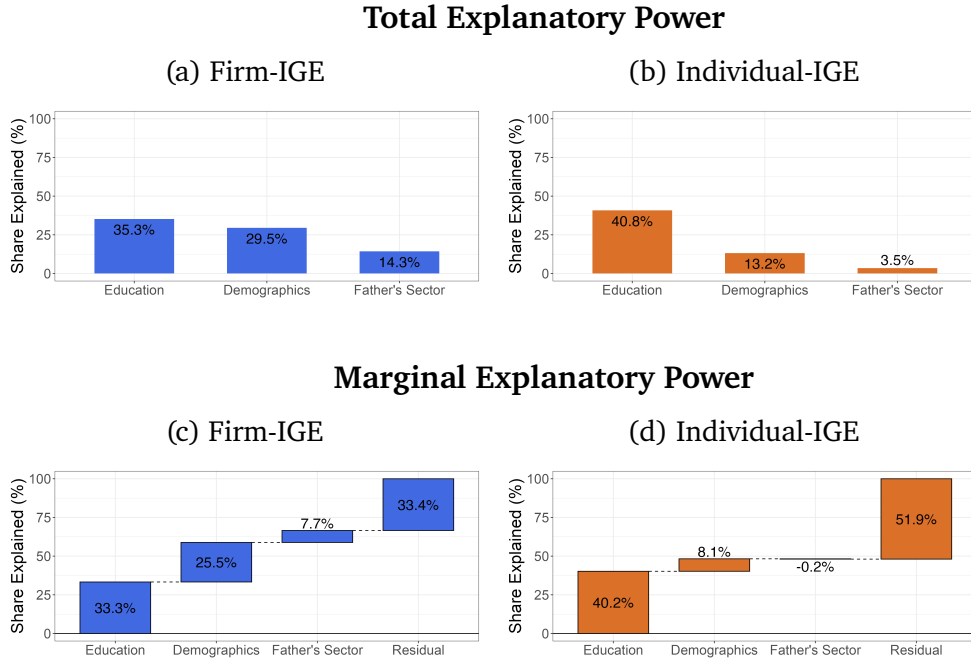 Total Explanatory Power
(a) Firm-IGE
(b) Individual-IGE
Share Explained (%)
100
75
50
25
0
35.3%
29.5%
14.3%
Education
Demographics
Father's Sector
Share Explained (%)
100
75
50
25
0
40.8%
13.2%
3.5%
Education
Demographics
Father's Sector
Marginal Explanatory Power
(c) Firm-IGE
(d) Individual-IGE
Share Explained (%)
100
75
50
25
0
33.3%
25.5%
7.7%
33.4%
Education
Demographics
Father's Sector
Residual
Share Explained (%)
100
75
50
25
0
40.2%
8.1%
-0.2%
51.9%
Education
Demographics
Father's Sector
Residual